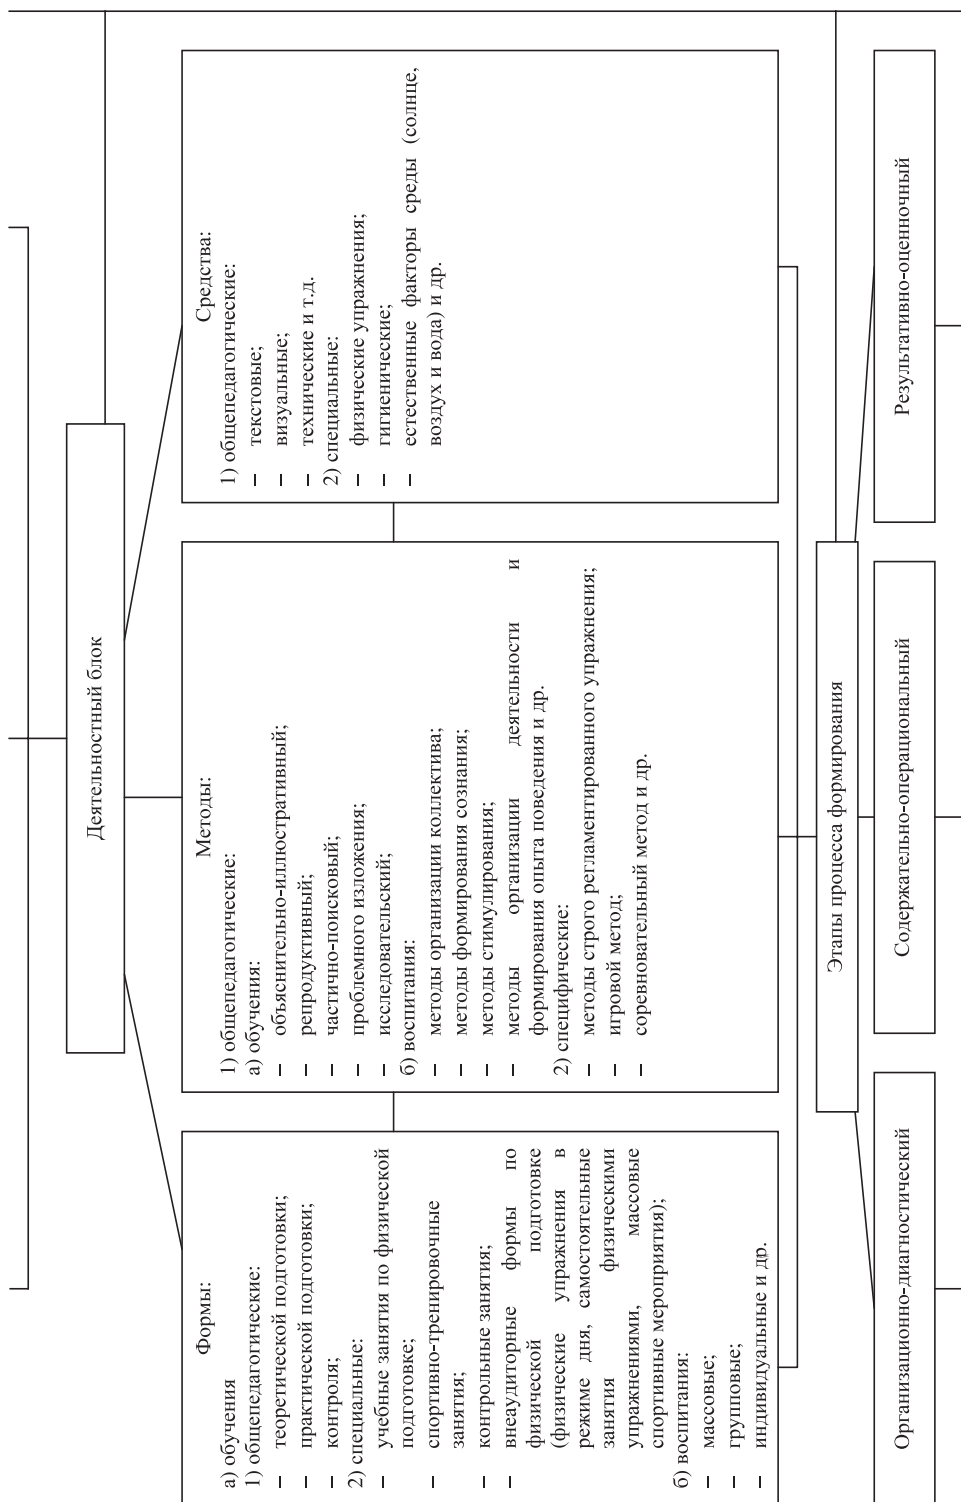 Деятельностный блок
Формы:
а) обучения
1) общепедагогические:
– теоретической подготовки;
– практической подготовки;
– контроля;
2) специальные:
– учебные занятия по физической
подготовке;
– спортивно-тренировочные
занятия;
– контрольные занятия;
– внеаудиторные формы по
физической подготовке
(физические упражнения в
режиме дня, самостоятельные
занятия физическими
упражнениями, массовые
спортивные мероприятия);
б) воспитания:
– массовые;
– групповые;
– индивидуальные и др.
Методы:
1) общепедагогические:
а) обучения:
– объяснительно-иллюстративный;
– репродуктивный;
– частично-поисковый;
– проблемного изложения;
– исследовательский;
б) воспитания:
– методы организации коллектива;
– методы формирования сознания;
– методы стимулирования;
– методы организации деятельности и
формирования опыта поведения и др.
2) специфические:
– методы строго регламентированного упражнения;
– игровой метод;
– соревновательный метод и др.
Средства:
1) общепедагогические:
– текстовые;
– визуальные;
– технические и т.д.
2) специальные:
– физические упражнения;
– гигиенические;
– естественные факторы среды (солнце,
воздух и вода) и др.
Этапы процесса формирования
Организационно-диагностический
Содержательно-операциональный
Результативно-оценочный